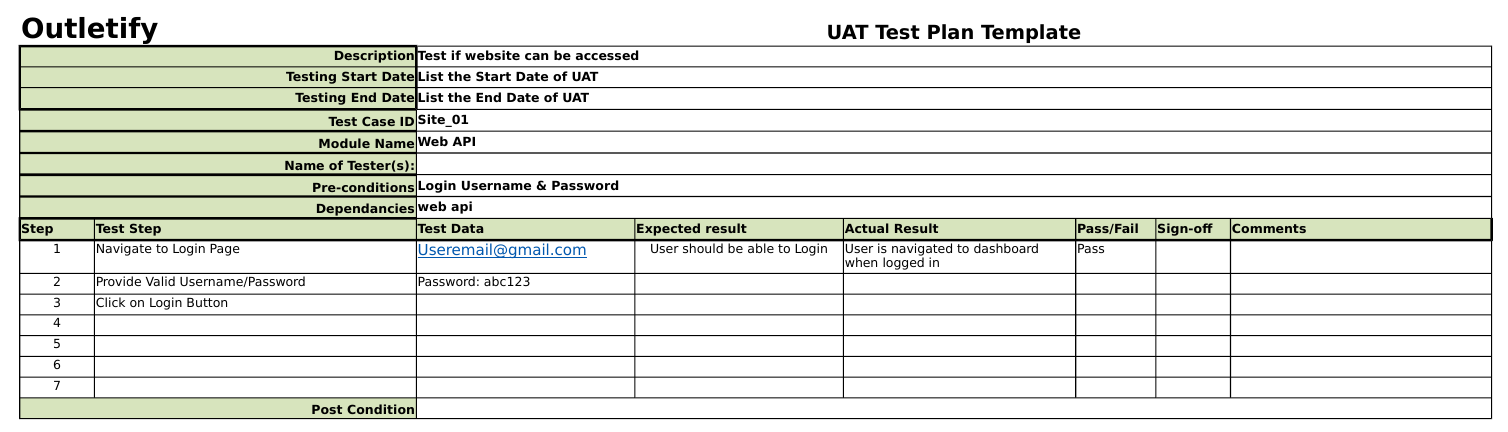 Outletify UAT Test Plan Template
Description Test if website can be accessed
Testing Start Date List the Start Date of UAT
Testing End Date List the End Date of UAT
Test Case ID Site_01
Module Name Web API
Name of Tester(s):
Pre-conditions Login Username & Password
Dependancies web api
Step Test Step Test Data Expected result Actual Result Pass/Fail Sign-off Comments
1 Navigate to Login Page Useremail@gmail.com User should be able to Login User is navigated to dashboard Pass
when logged in
2 Provide Valid Username/Password Password: abc123
3 Click on Login Button
4
5
6
7
Post Condition